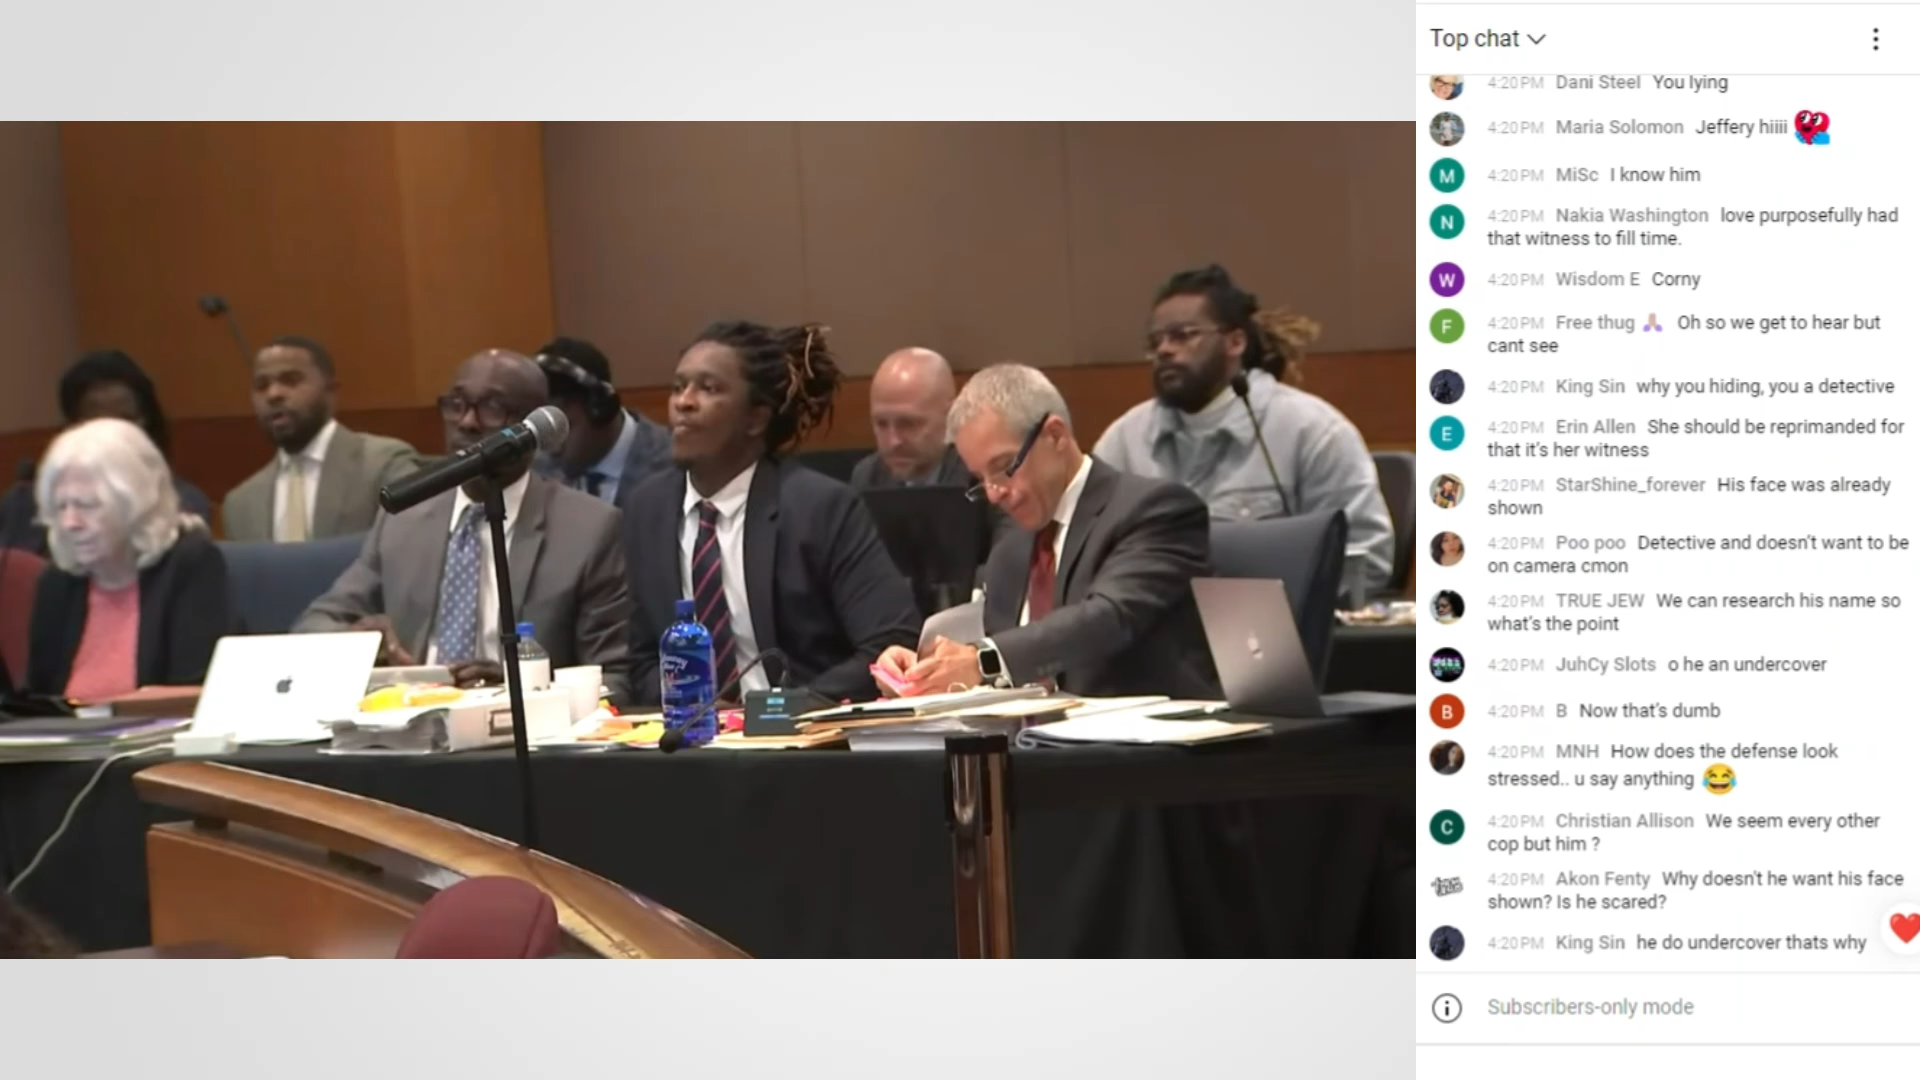 Top chat
4:20 PM Dani Steel You lying
4:20 PM Maria Solomon Jeffery hiiii
M 4:20 PM MiSc I know him
N 4:20 PM Nakia Washington love purposefully had
that witness to fill time.
W 4:20 PM Wisdom E Corny
F 4:20 PM Free thug 🙏🏽 Oh so we get to hear but
cant see
4:20 PM King Sin why you hiding, you a detective
E 4:20 PM Erin Allen She should be reprimanded for
that it's her witness
4:20 PM StarShine_forever His face was already
shown
4:20 PM Poo poo Detective and doesn't want to be
on camera cmon
4:20 PM TRUE JEW We can research his name so
what's the point
4:20 PM JuhCy Slots o he an undercover
B 4:20 PM B Now that's dumb
4:20 PM MNH How does the defense look
stressed.. u say anything 😂
C 4:20 PM Christian Allison We seem every other
cop but him ?
4:20 PM Akon Fenty Why doesn't he want his face
shown? Is he scared?
4:20 PM King Sin he do undercover thats why
Subscribers-only mode